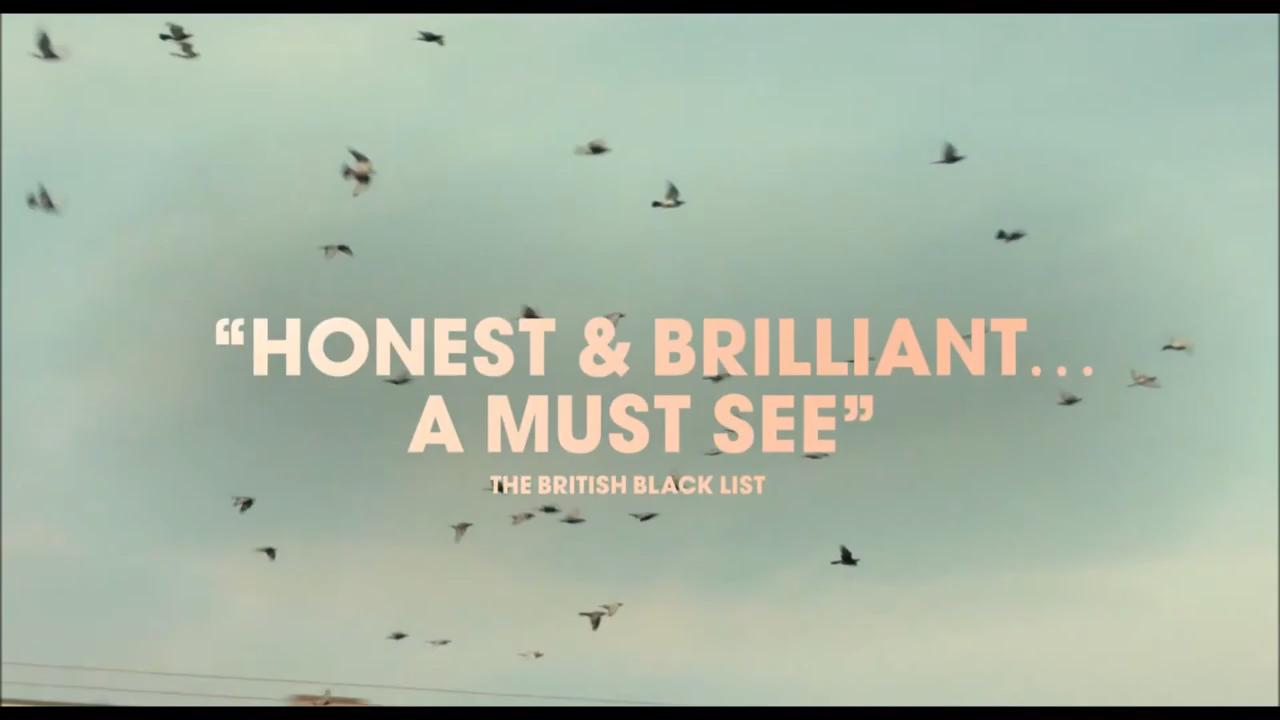 “HONEST & BRILLIANT...
A MUST SEE”
THE BRITISH BLACK LIST